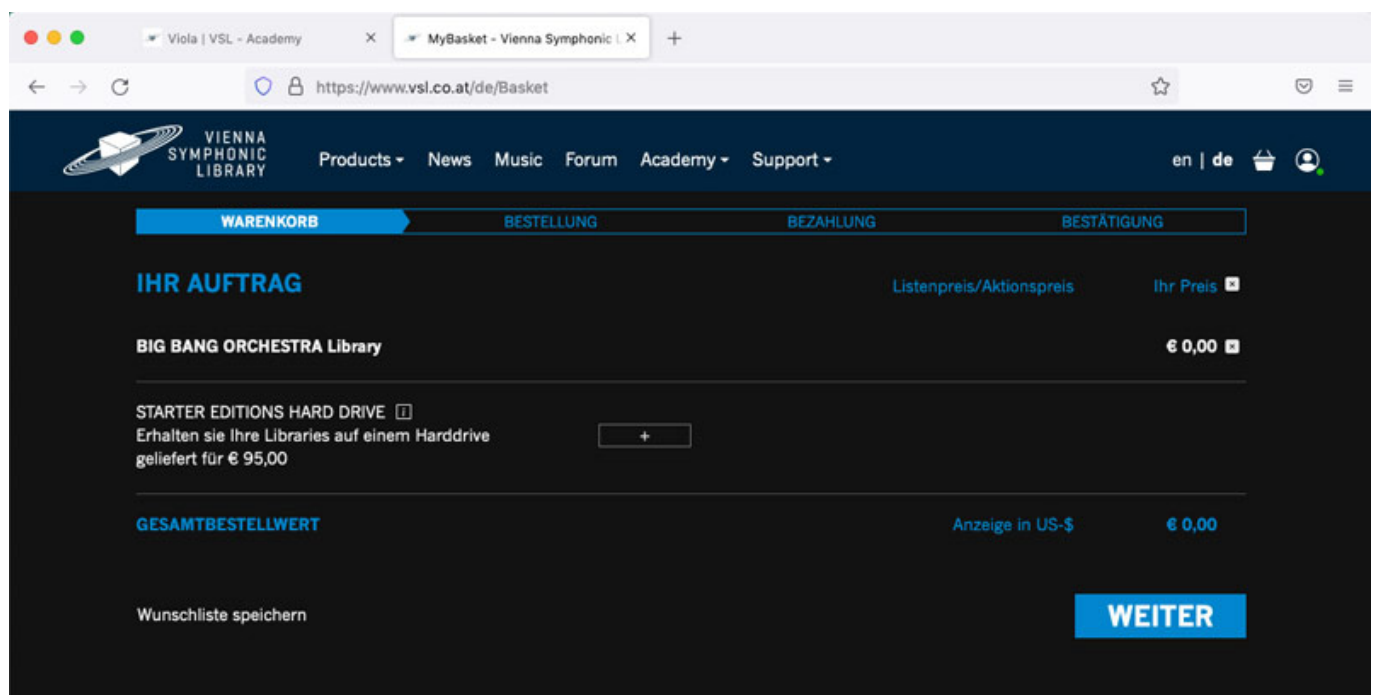 Viola | VSL - Academy
MyBasket - Vienna Symphonic L
https://www.vsl.co.at/de/Basket
VIENNA
SYMPHONIC
LIBRARY
Products News Music Forum Academy Support en | de
WARENKORB BESTELLUNG BEZAHLUNG BESTÄTIGUNG
IHR AUFTRAG Listenpreis/Aktionspreis Ihr Preis
BIG BANG ORCHESTRA Library € 0,00
STARTER EDITIONS HARD DRIVE i
Erhalten sie Ihre Libraries auf einem Harddrive +
geliefert für € 95,00
GESAMTBESTELLWERT Anzeige in US-$ € 0,00
Wunschliste speichern WEITER